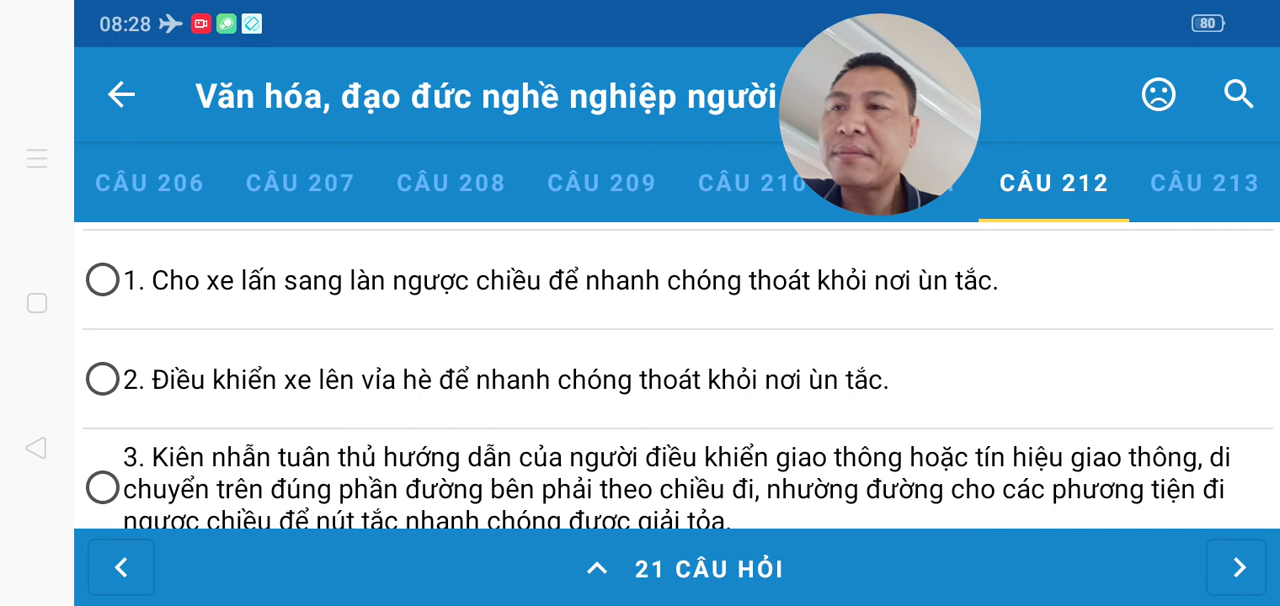 08:28
80
Văn hóa, đạo đức nghề nghiệp người
CÂU 206
CÂU 207
CÂU 208
CÂU 209
CÂU 210
CÂU 212
CÂU 213
1. Cho xe lấn sang làn ngược chiều để nhanh chóng thoát khỏi nơi ùn tắc.
2. Điều khiển xe lên vỉa hè để nhanh chóng thoát khỏi nơi ùn tắc.
3. Kiên nhẫn tuân thủ hướng dẫn của người điều khiển giao thông hoặc tín hiệu giao thông, di
chuyển trên đúng phần đường bên phải theo chiều đi, nhường đường cho các phương tiện đi
ngược chiều để nút tắc nhanh chóng được giải tỏa.
21 CÂU HỎI